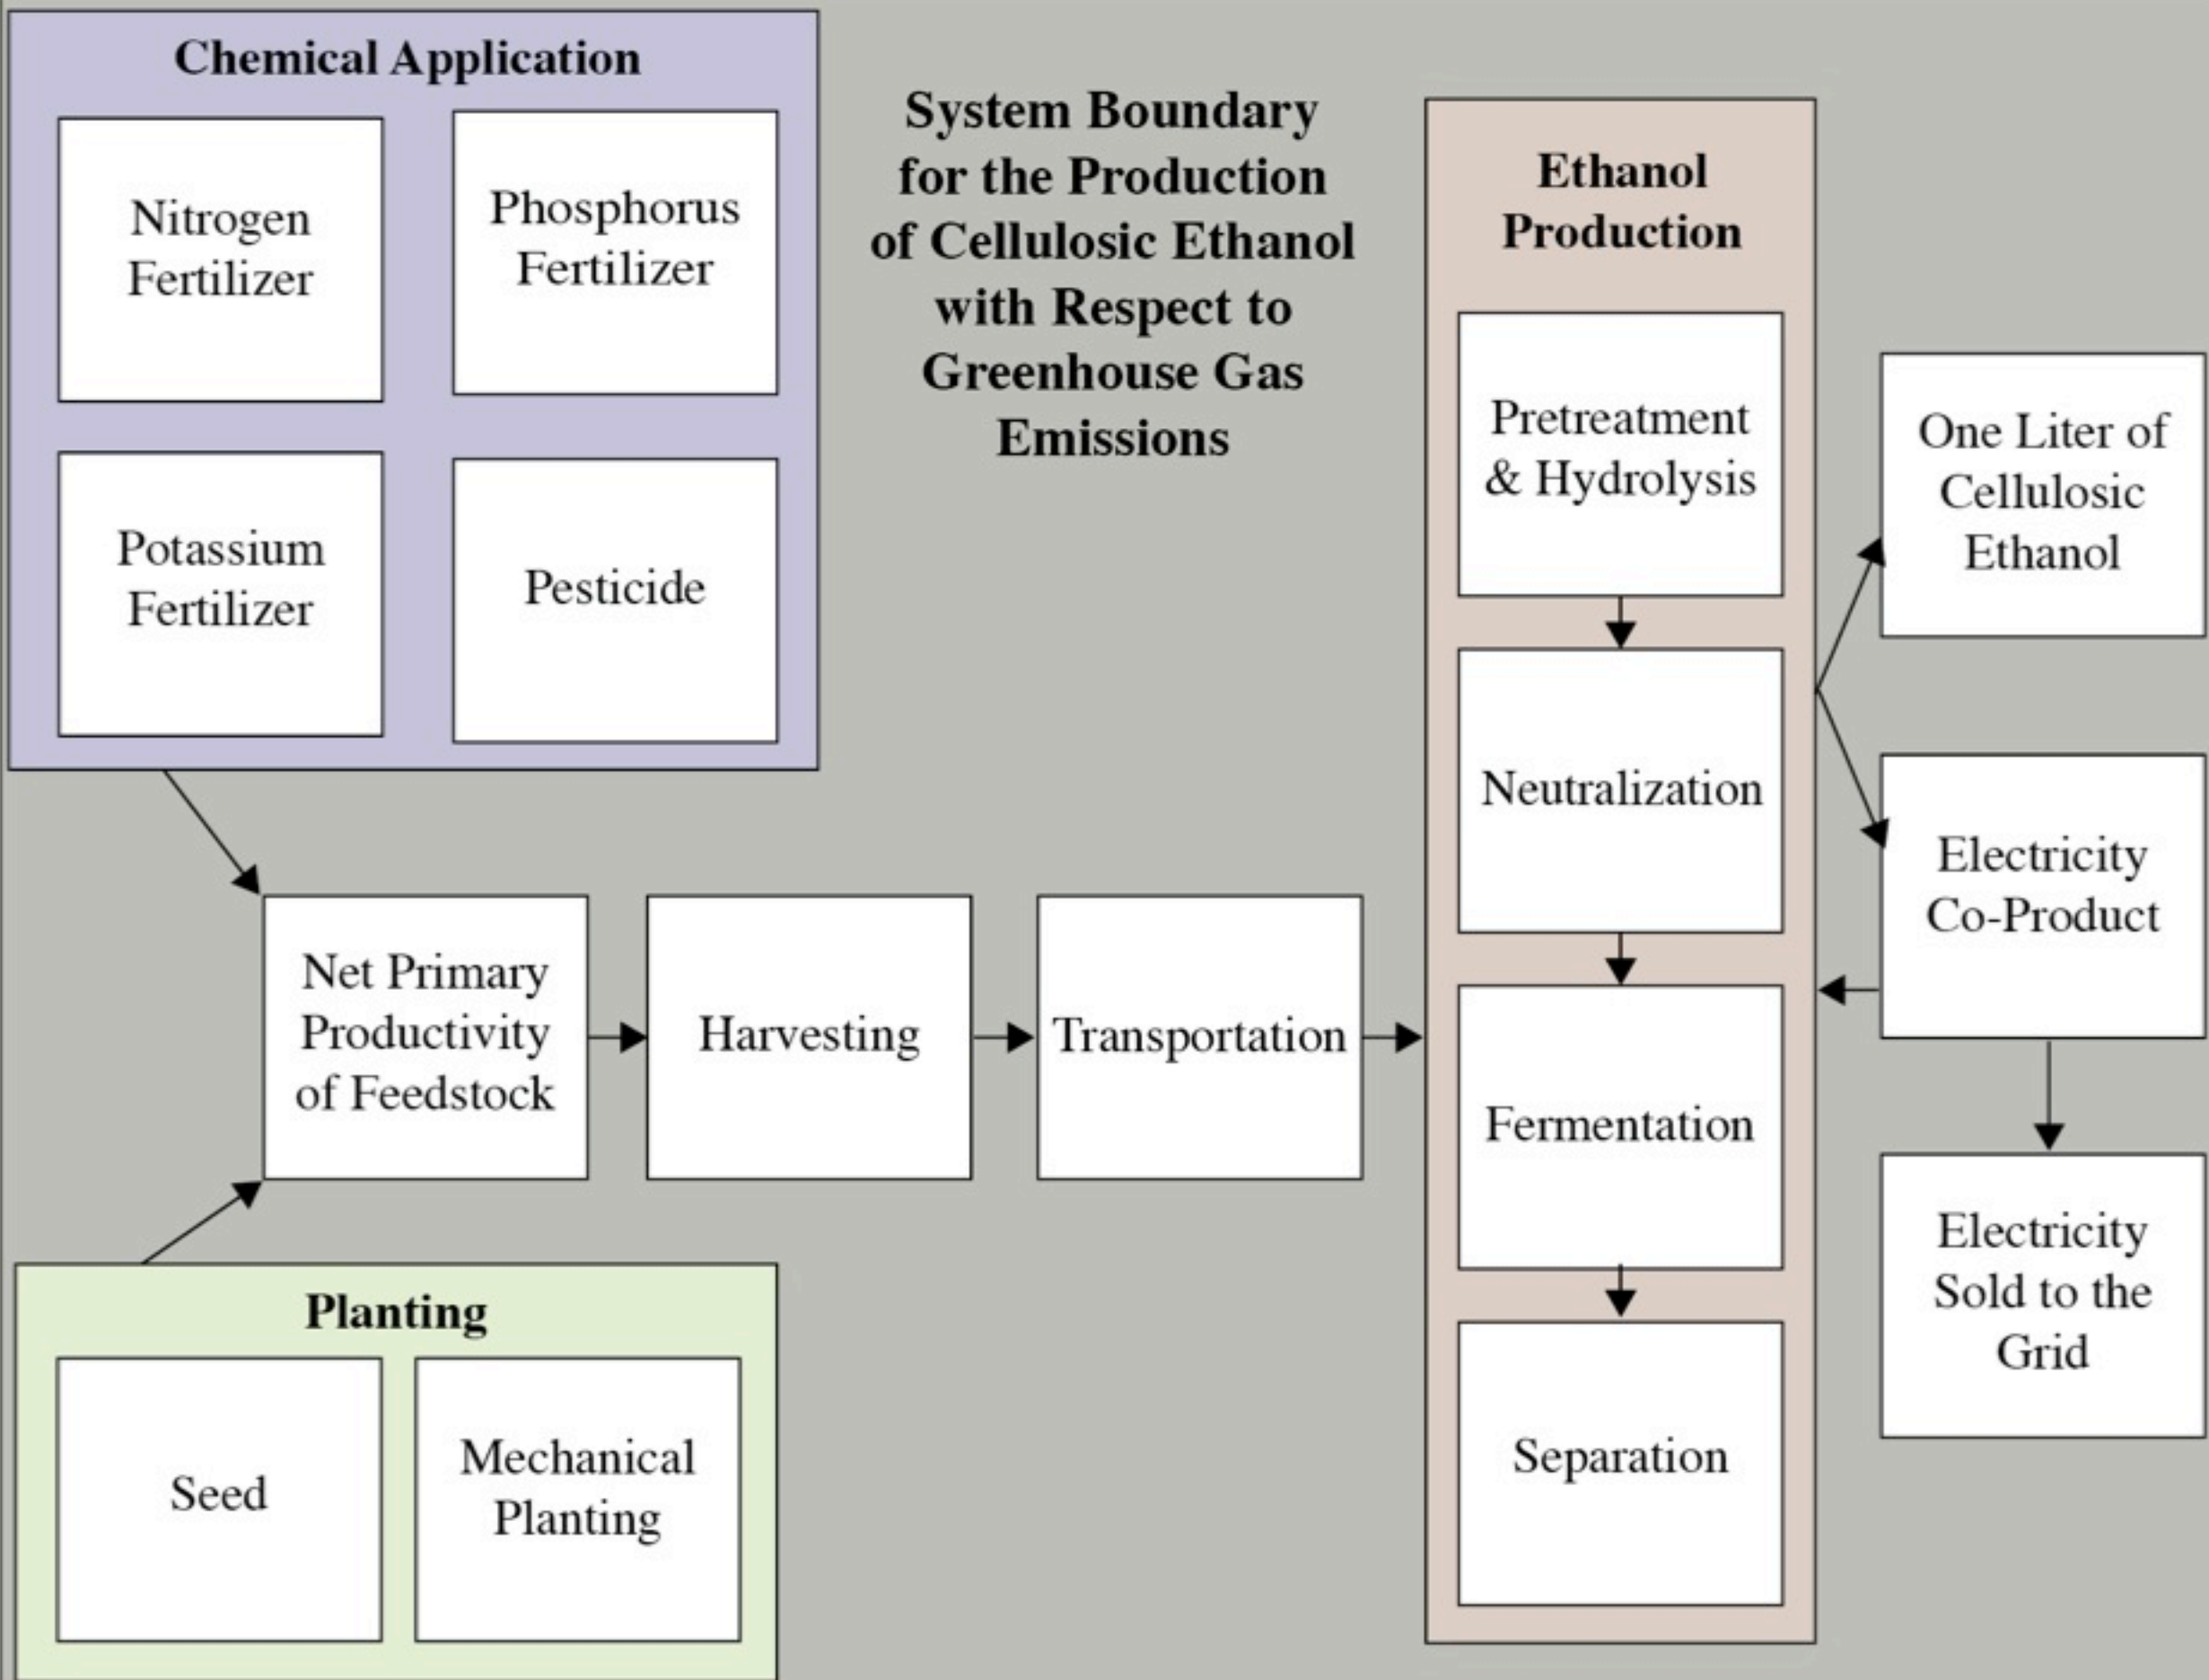 Chemical Application
Nitrogen
Fertilizer
Phosphorus
Fertilizer
Potassium
Fertilizer
Pesticide
System Boundary
for the Production
of Cellulosic Ethanol
with Respect to
Greenhouse Gas
Emissions
Net Primary
Productivity
of Feedstock
Harvesting
Transportation
Planting
Seed
Mechanical
Planting
Ethanol
Production
Pretreatment
& Hydrolysis
Neutralization
Fermentation
Separation
One Liter of
Cellulosic
Ethanol
Electricity
Co-Product
Electricity
Sold to the
Grid